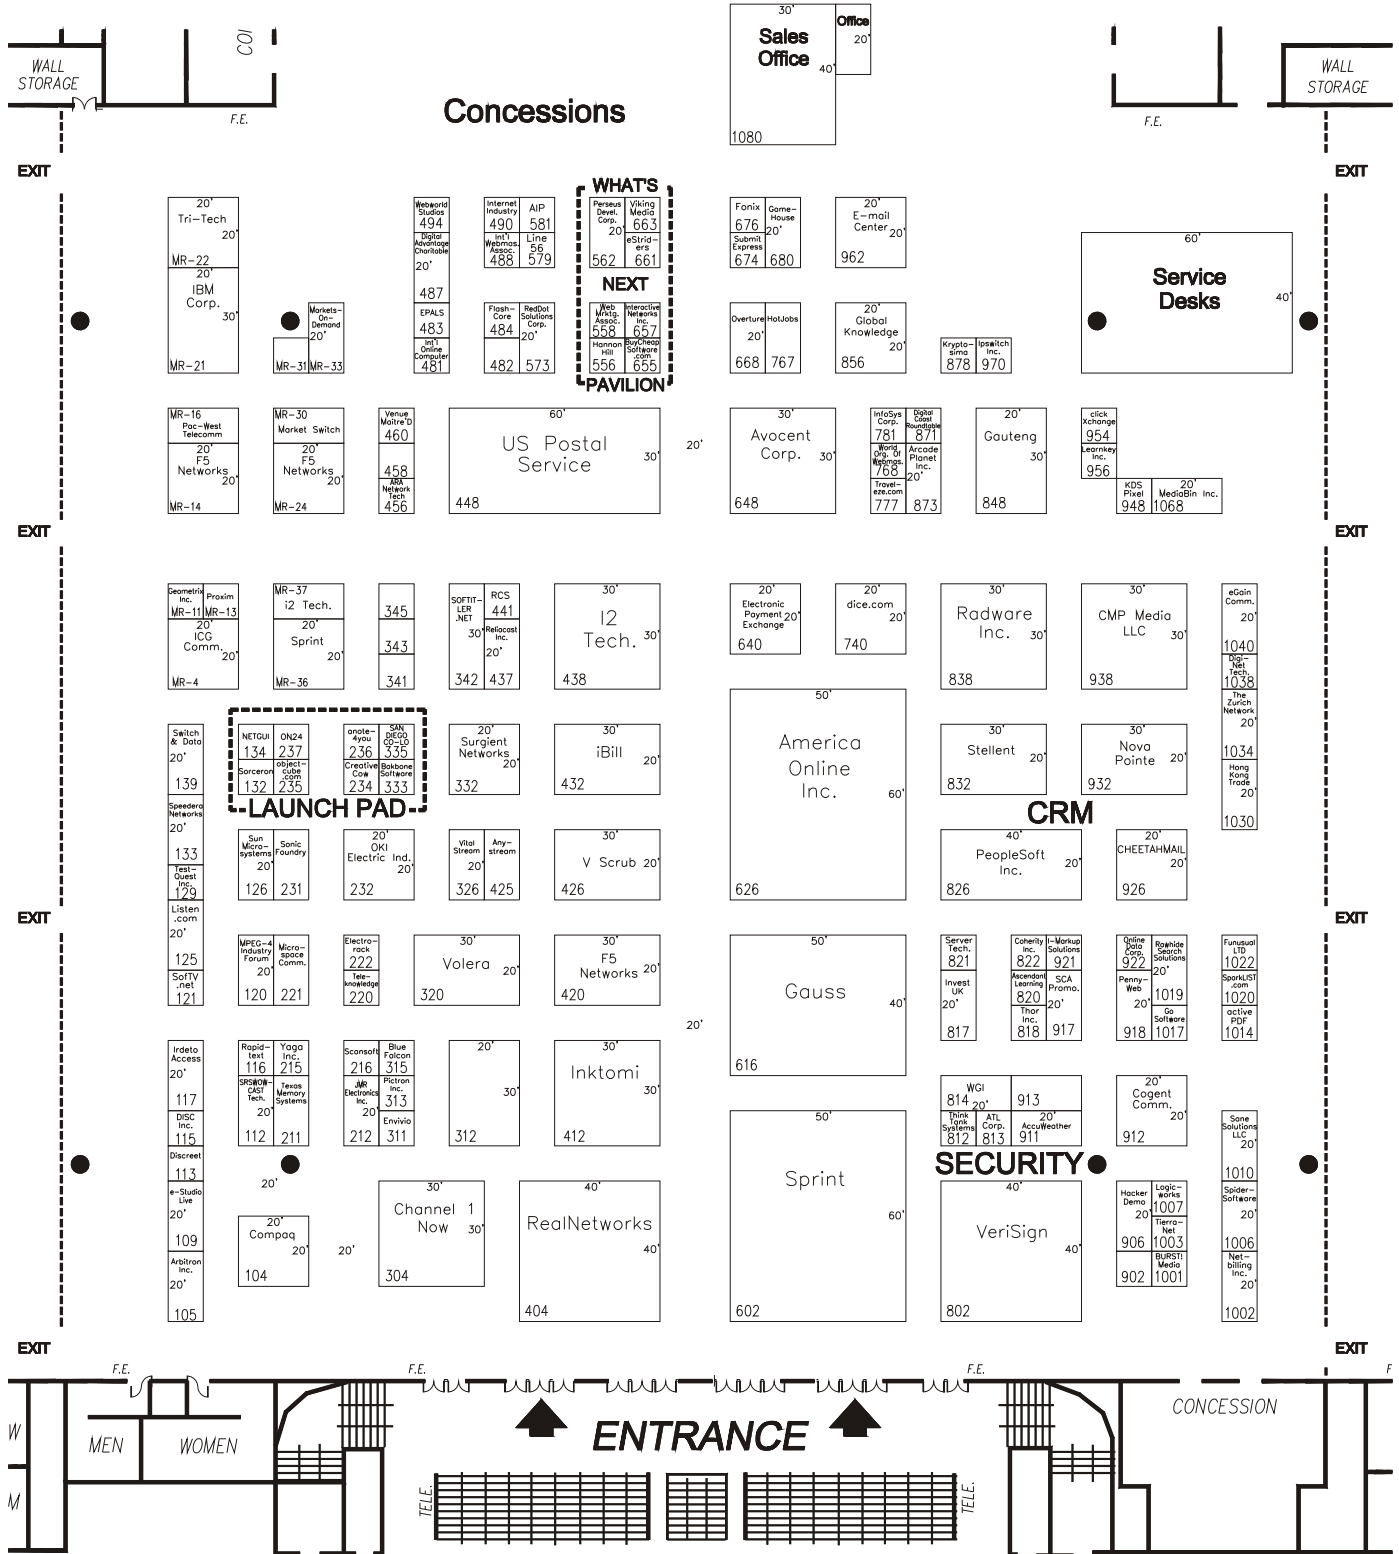 30'
Office
Sales
Office
20'
40'
1080
COI
WALL
STORAGE
WALL
STORAGE
F.E.
F.E.
Concessions
EXIT
EXIT
WHAT'S
20'
Tri-Tech
20'
MR-22
20'
IBM
Corp.
30'
MR-21
Markets-
On-
Demand
20'
MR-31
MR-33
Webworld
Studios
494
Digital
Advantage
Charitable
20'
487
EPALS
483
Int'l
Online
Computer
481
Internet
Industry
490
AIP
581
Int'l
Webmas.
Assoc.
488
Line
56
579
Flash-
Core
484
RedDot
Solutions
Corp.
20'
482
573
Perseus
Devel.
Corp.
20'
562
Viking
Media
663
eStrid-
ers
661
NEXT
Web
Mrktg.
Assoc.
558
Interactive
Networks
Inc.
657
Hannon
Hill
556
BuyCheap
Software
.com
655
PAVILION
Fonix
676
Game-
House
20'
Submit
Express
674
680
20'
E-mail
Center
20'
962
Overture
20'
668
HotJobs
767
20'
Global
Knowledge
20'
856
Krypto-
sima
878
Ipswitch
Inc.
970
60'
Service
Desks
40'
MR-16
Pac-West
Telecomm
20'
F5
Networks
20'
MR-14
MR-30
Market Switch
20'
F5
Networks
20'
MR-24
Venue
Maitre'D
460
458
ARA
Network
Tech
456
60'
US Postal
Service
30'
448
20'
30'
Avocent
Corp.
30'
648
InfoSys
Corp.
781
Digital
Coast
Roundtable
871
World
Org. Of
Webmas.
768
Arcade
Planet
Inc.
20'
Travel-
eze.com
777
873
20'
Gauteng
30'
848
click
Xchange
954
Learnkey
Inc.
956
KDS
Pixel
948
20'
MediaBin Inc.
1068
EXIT
EXIT
Geometrix
Inc.
MR-11
Proxim
MR-13
20'
ICG
Comm.
20'
MR-4
MR-37
i2 Tech.
20'
Sprint
20'
MR-36
345
343
341
SOFTIT-
LER
.NET
30'
342
RCS
441
Reliacast
Inc.
20'
437
30'
I2
Tech.
30'
438
20'
Electronic
Payment
Exchange
20'
640
20'
dice.com
20'
740
30'
Radware
Inc.
30'
838
30'
CMP Media
LLC
30'
938
eGain
Comm.
20'
1040
Digi-
Net
Tech.
1038
The
Zurich
Network
20'
1034
Hong
Kong
Trade
20'
1030
Switch
& Data
20'
139
NETGUI
134
ON24
237
Sorceron
132
object-
cube
.com
235
anote-
4you
236
SAN
DIEGO
CO-LO
335
Creative
Cow
234
Bakbone
Software
333
LAUNCH PAD
20'
Surgient
Networks
20'
332
30'
iBill
20'
432
50'
America
Online
Inc.
60'
626
30'
Stellent
20'
832
30'
Nova
Pointe
20'
932
CRM
Speedera
Networks
20'
133
Test-
Quest
Inc.
129
Sun
Micro-
systems
20'
126
Sonic
Foundry
231
20'
OKI
Electric Ind.
20'
232
Vital
Stream
20'
326
Any-
stream
425
30'
V Scrub
20'
426
40'
PeopleSoft
Inc.
20'
826
20'
CHEETAHMAIL
20'
926
EXIT
EXIT
Listen
.com
20'
125
SofTV
.net
121
MPEG-4
Industry
Forum
20'
120
Micro-
space
Comm.
221
Electro-
rack
222
Tele-
knowledge
220
30'
Volera
20'
320
30'
F5
Networks
20'
420
20'
50'
Gauss
40'
616
Server
Tech.
821
Invest
UK
20'
817
Coherity
Inc.
822
I-Markup
Solutions
921
Ascendant
Learning
820
SCA
Promo.
Thor
Inc.
818
20'
917
Online
Data
Corp.
922
Rawhide
Search
Solutions
20'
1019
Penny-
Web
20'
918
Go
Software
1017
Funusual
LTD
1022
SparkLIST
.com
1020
active
PDF
1014
Irdeto
Access
20'
117
DISC
Inc.
115
Discreet
113
e-Studio
Live
20'
109
Arbitron
Inc.
20'
105
Rapid-
text
116
Yaga
Inc.
215
SRSWOW-
CAST
Tech.
20'
112
Texas
Memory
Systems
211
Scansoft
216
Blue
Falcon
315
JMR
Electronics
Inc.
20'
212
Pictron
Inc.
313
Envivio
311
20'
30'
312
30'
Inktomi
30'
412
50'
Sprint
60'
602
WGI
814
20'
913
Think
Tank
Systems
812
ATL
Corp.
813
20'
AccuWeather
911
20'
Cogent
Comm.
20'
912
Sane
Solutions
LLC
20'
1010
SECURITY
20'
20'
Compaq
20'
104
20'
30'
Channel 1
Now
30'
304
40'
RealNetworks
40'
404
40'
VeriSign
40'
802
Hacker
Demo
20'
906
902
Logic-
works
1007
Tierra-
Net
1003
BURST!
Media
1001
Spider-
Software
20'
1006
Net-
billing
Inc.
20'
1002
EXIT
EXIT
F.E.
F.E.
F.E.
F
W
MEN
WOMEN
M
ENTRANCE
CONCESSION
TELE.
TELE.